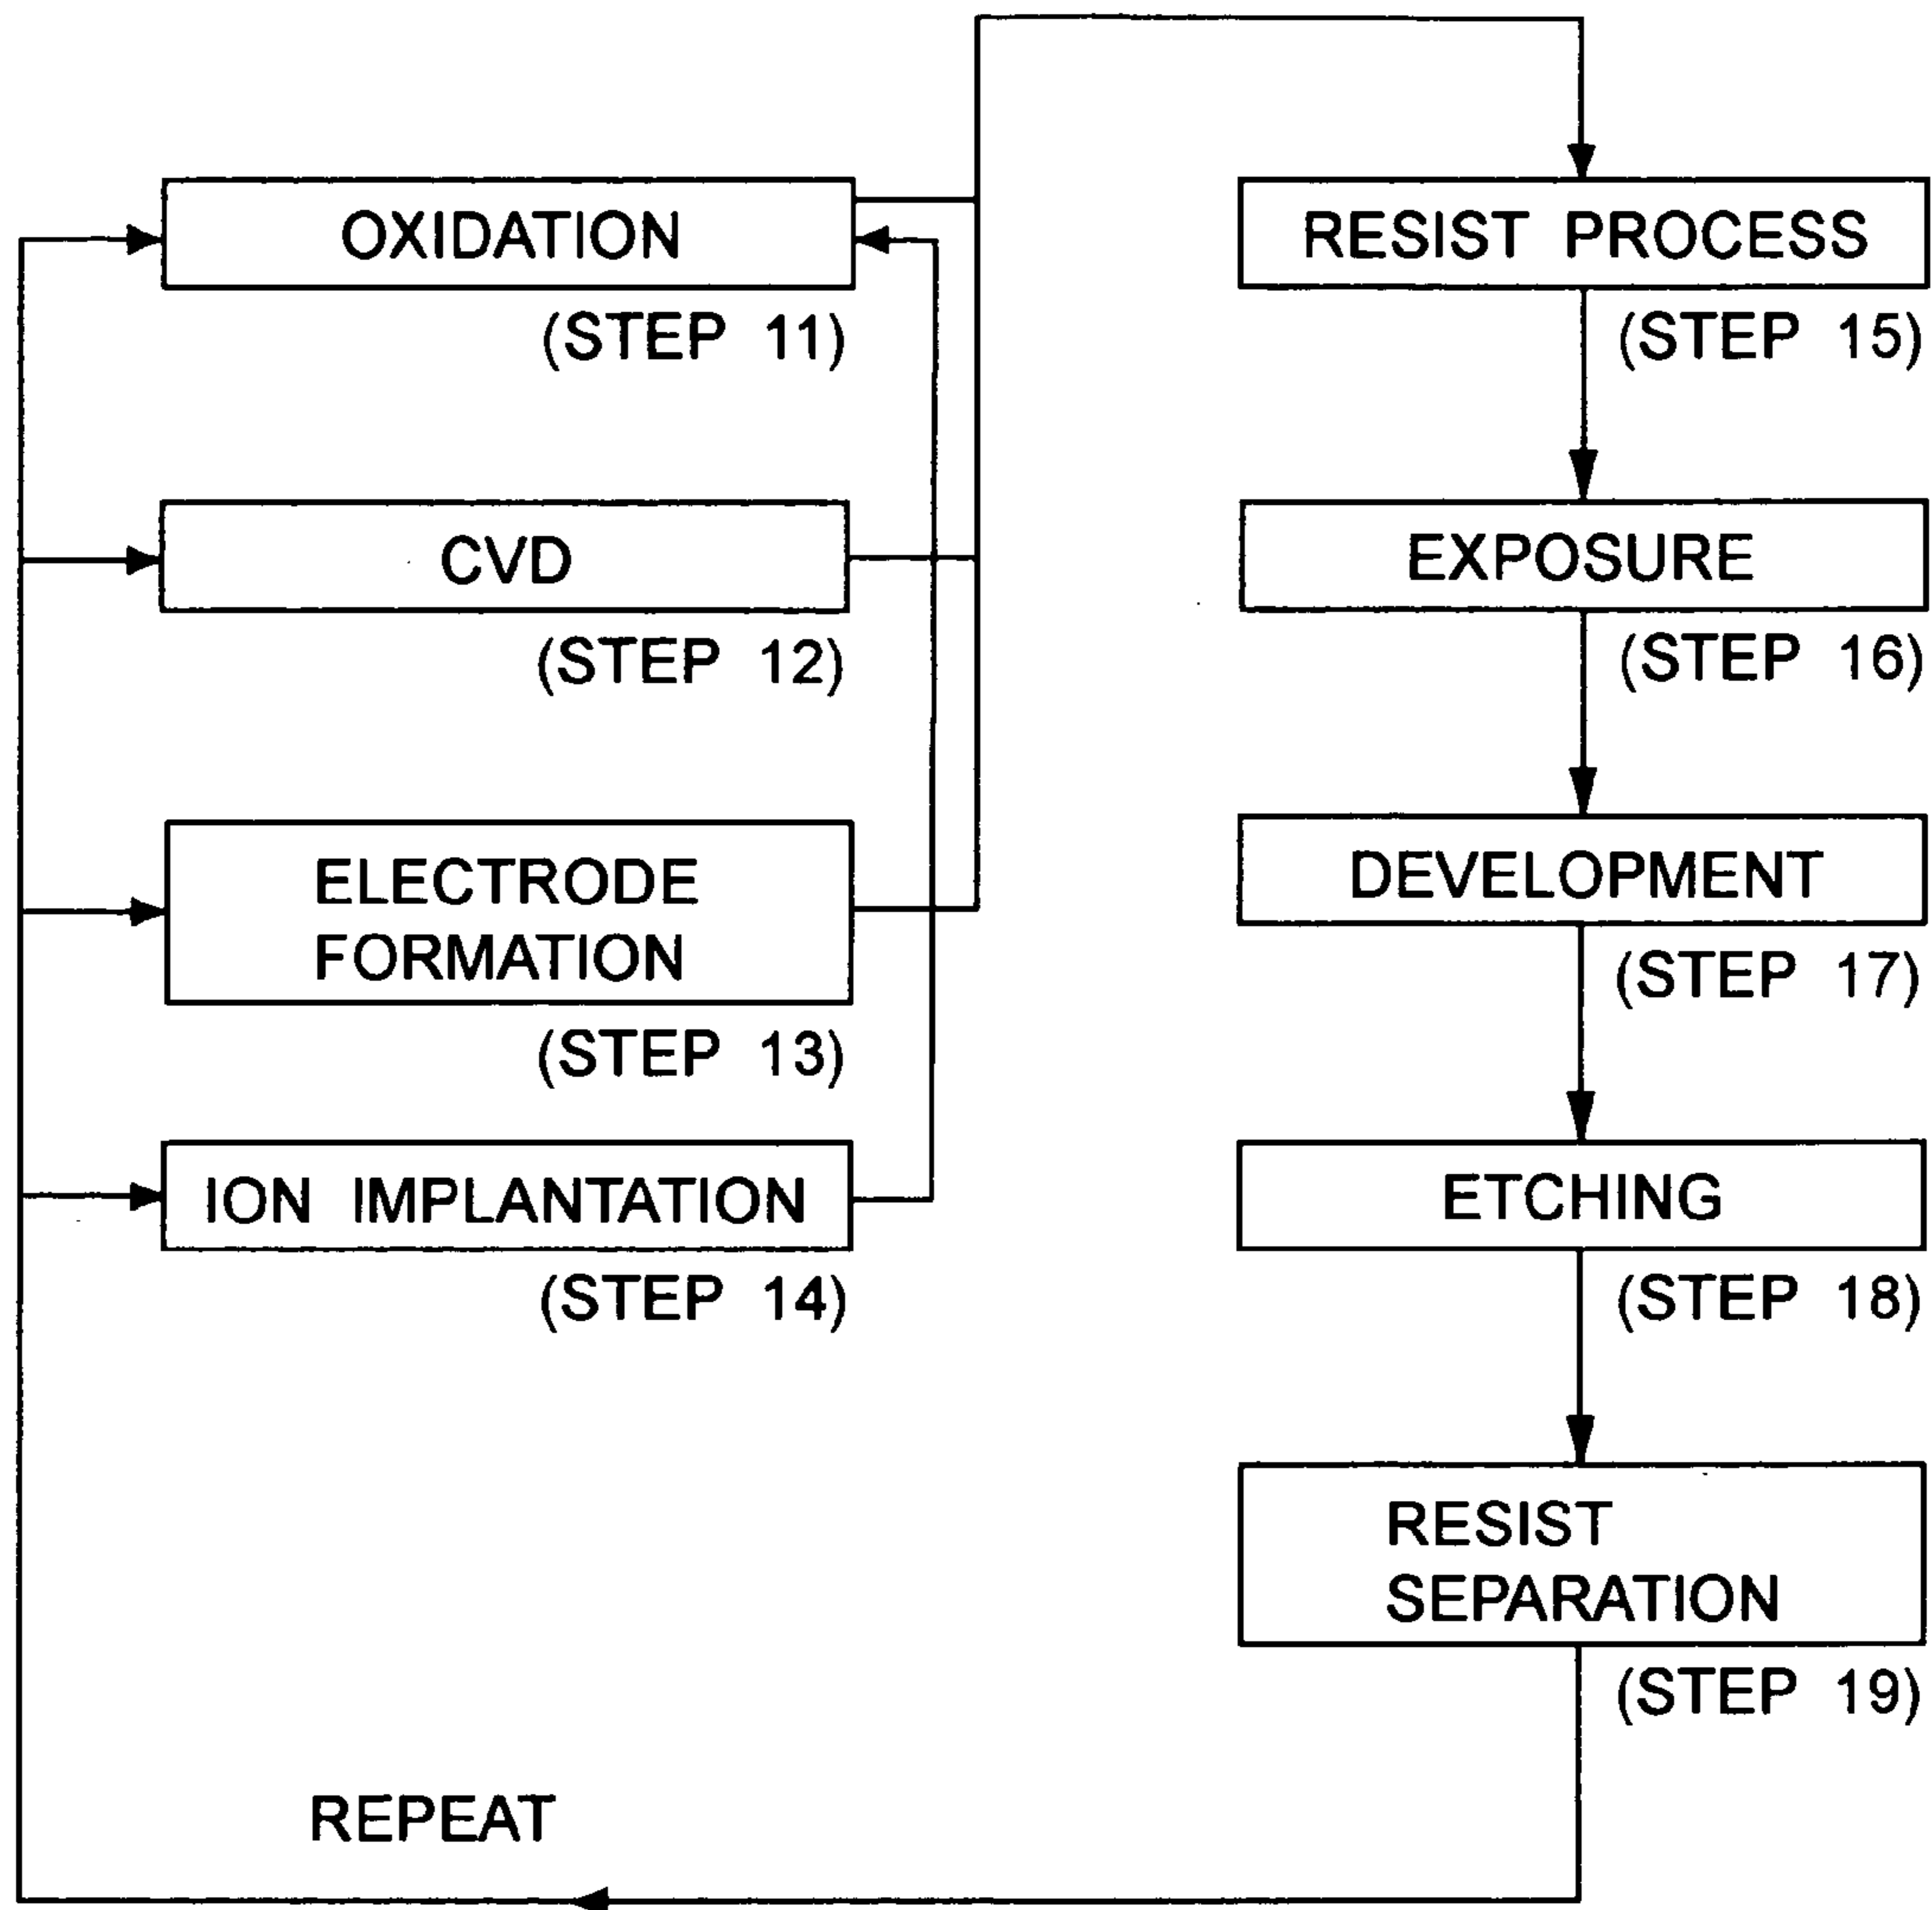 OXIDATION
(STEP 11)
CVD
(STEP 12)
ELECTRODE
FORMATION
(STEP 13)
ION IMPLANTATION
(STEP 14)
RESIST PROCESS
(STEP 15)
EXPOSURE
(STEP 16)
DEVELOPMENT
(STEP 17)
ETCHING
(STEP 18)
RESIST
SEPARATION
(STEP 19)
REPEAT